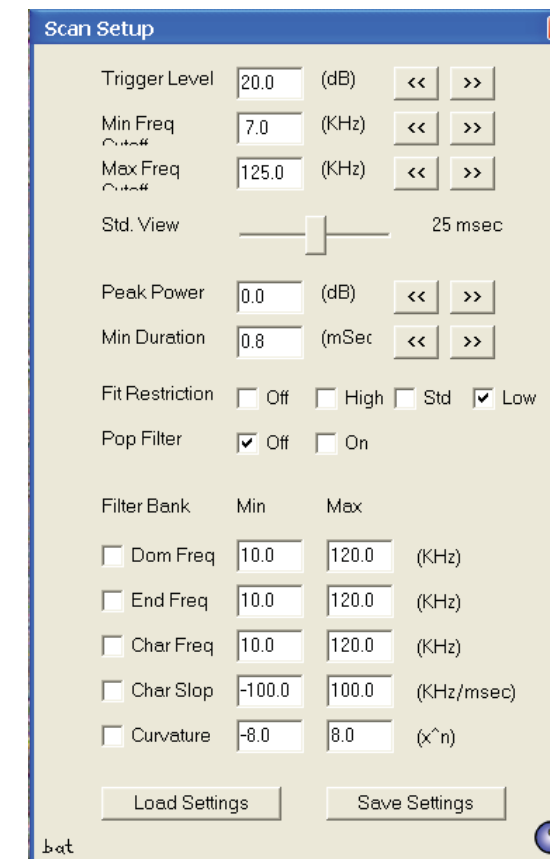 Scan Setup
Trigger Level 20.0 (dB) << >>
Min Freq Cutoff 7.0 (KHz) << >>
Max Freq Cutoff 125.0 (KHz) << >>
Std. View 25 msec
Peak Power 0.0 (dB) << >>
Min Duration 0.8 (mSec << >>
Fit Restriction Off High Std Low
Pop Filter Off On
Filter Bank Min Max
Dom Freq 10.0 120.0 (KHz)
End Freq 10.0 120.0 (KHz)
Char Freq 10.0 120.0 (KHz)
Char Slop -100.0 100.0 (KHz/msec)
Curvature -8.0 8.0 (x^n)
Load Settings Save Settings
bat